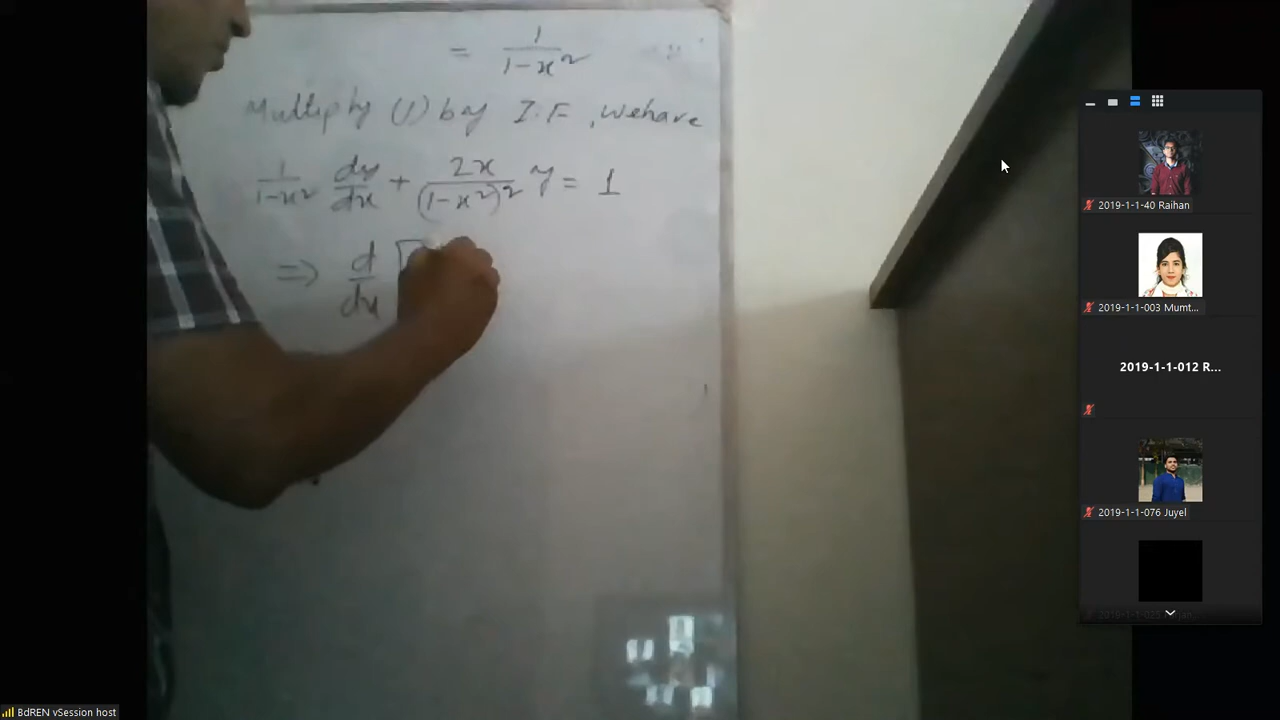 = 1/1-x²
Multiply (1) by I.F, we have
1/1-x² dy/dx + 2x/(1-x²)² y = 1
⇒ d/dx [
2019-1-1-40 Raihan
2019-1-1-003 Mumt...
2019-1-1-012 R...
2019-1-1-076 Juyel
BdREN vSession host